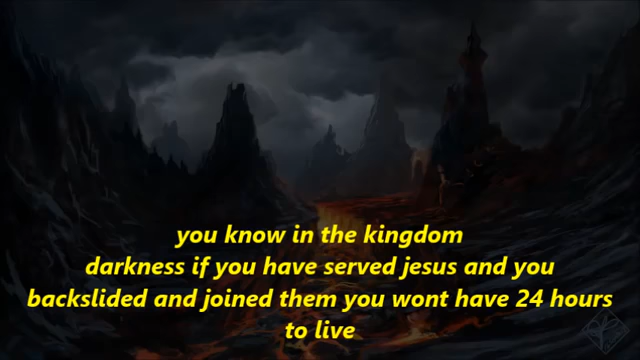 you know in the kingdom
darkness if you have served jesus and you
backslided and joined them you wont have 24 hours
to live